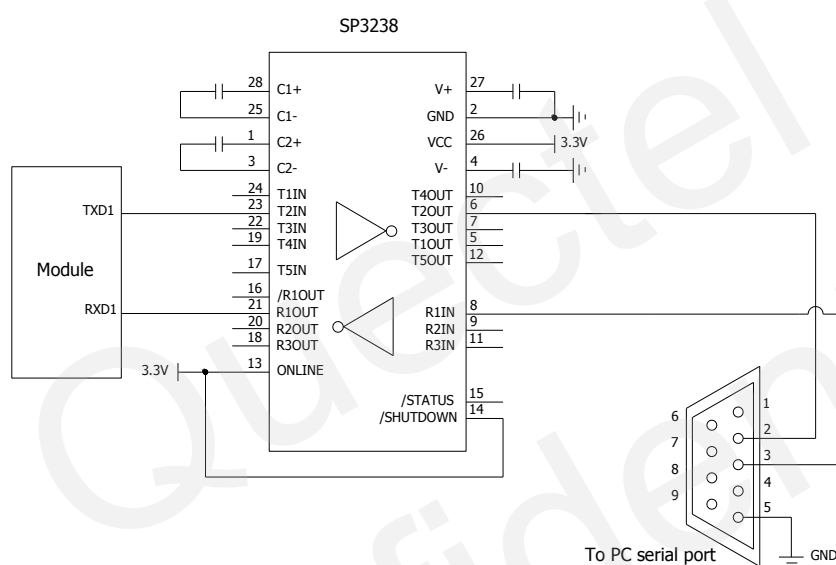 SP3238
28 C1+
25 C1-
1 C2+
3 C2-
24 T1IN
23 T2IN
22 T3IN
19 T4IN
17 T5IN
16 /R1OUT
21 R1OUT
20 R2OUT
18 R3OUT
3.3V 13 ONLINE
V+ 27
GND 2
VCC 26 3.3V
V- 4
T4OUT 10
T2OUT 6
T3OUT 7
T1OUT 5
T5OUT 12
R1IN 8
R2IN 9
R3IN 11
/STATUS 15
/SHUTDOWN 14
TXD1
Module
RXD1
1
6
2
7
3
8
4
9
5
To PC serial port
GND
Quectel